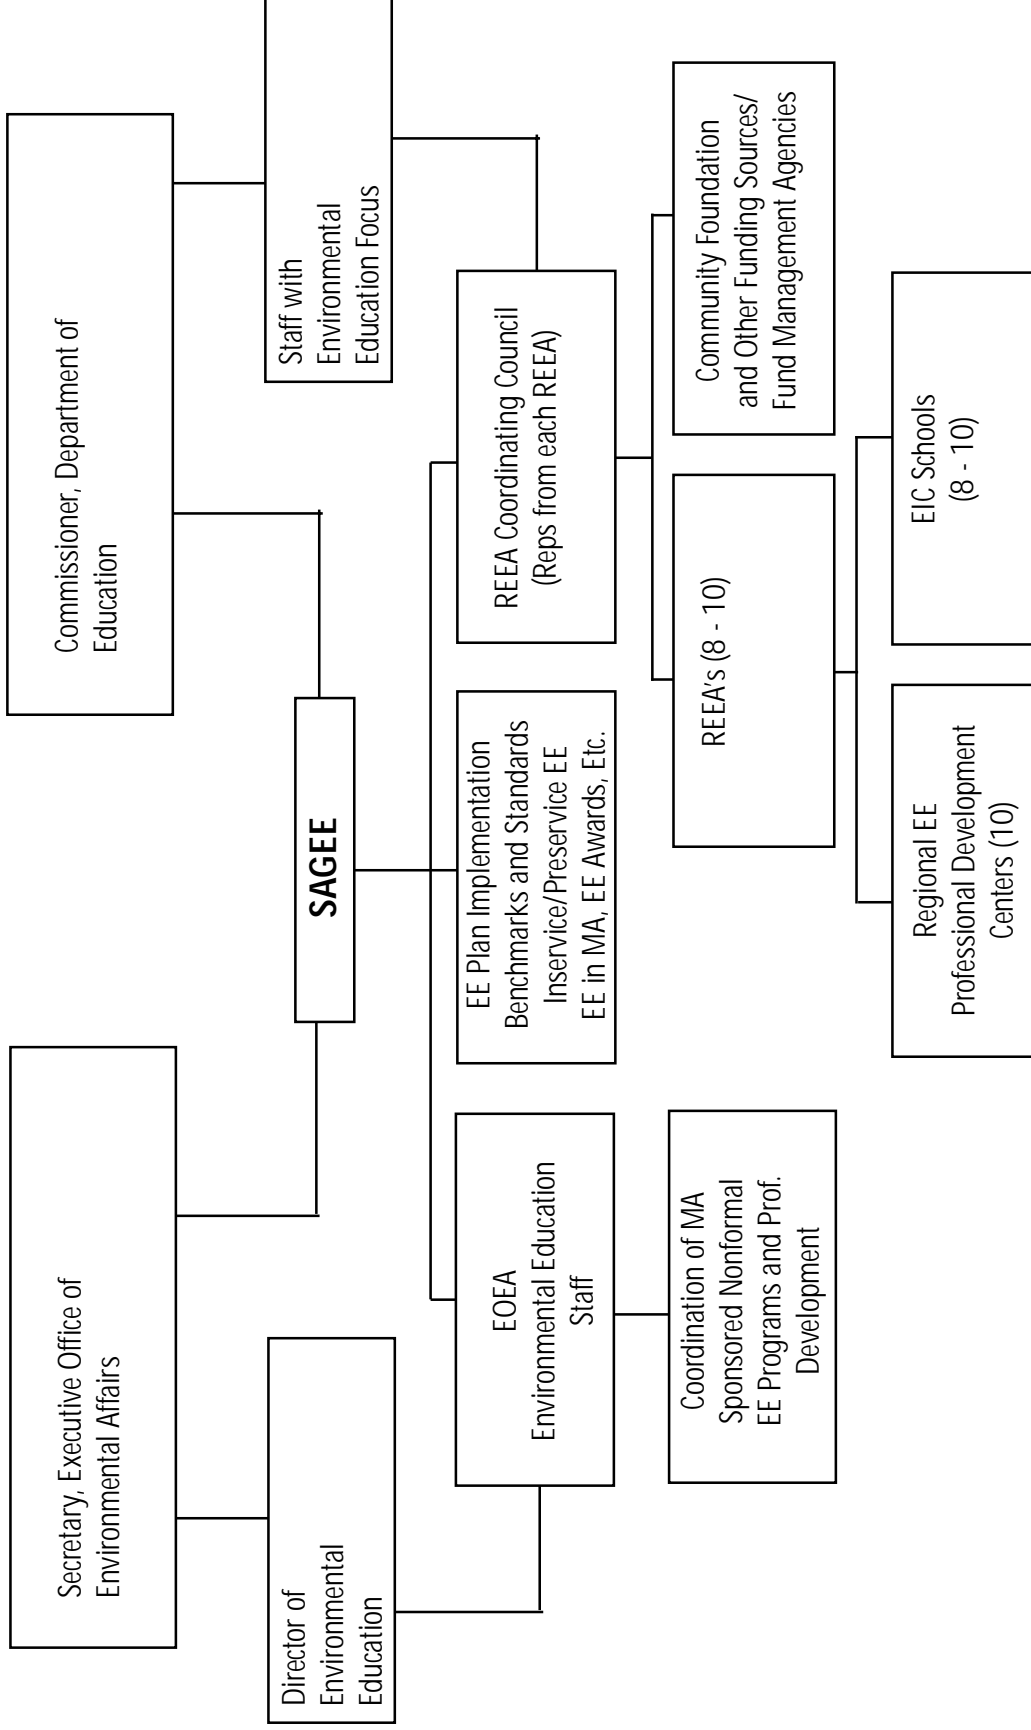 Secretary, Executive Office of
Environmental Affairs
Commissioner, Department of
Education
Director of
Environmental
Education
SAGEE
Staff with
Environmental
Education Focus
EOEA
Environmental Education
Staff
EE Plan Implementation
Benchmarks and Standards
Inservice/Preservice EE
EE in MA, EE Awards, Etc.
REEA Coordinating Council
(Reps from each REEA)
Coordination of MA
Sponsored Nonformal
EE Programs and Prof.
Development
REEA's (8 - 10)
Community Foundation
and Other Funding Sources/
Fund Management Agencies
Regional EE
Professional Development
Centers (10)
EIC Schools
(8 - 10)